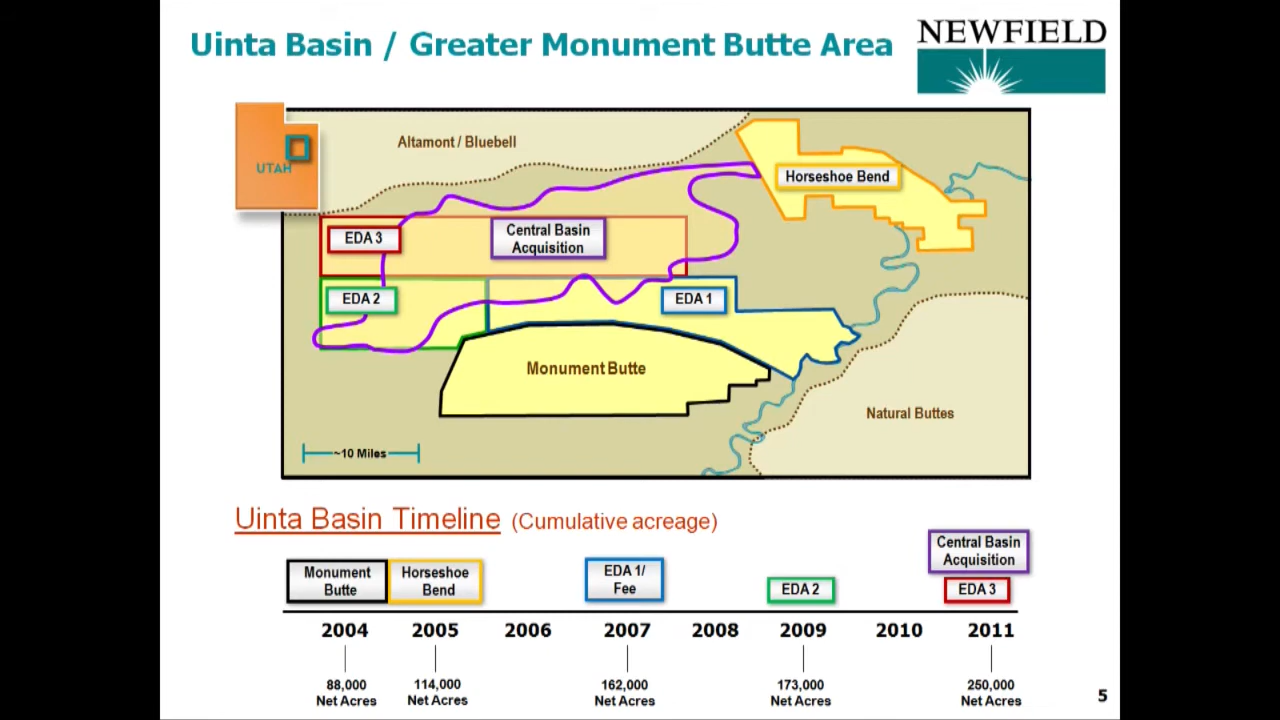 Uinta Basin / Greater Monument Butte Area
NEWFIELD
UTAH
Altamont / Bluebell
Horseshoe Bend
EDA 3
Central Basin
Acquisition
EDA 2
EDA 1
Monument Butte
Natural Buttes
~10 Miles
Uinta Basin Timeline (Cumulative acreage)
Monument
Butte
Horseshoe
Bend
EDA 1/
Fee
EDA 2
Central Basin
Acquisition
EDA 3
2004 2005 2006 2007 2008 2009 2010 2011
88,000
Net Acres
114,000
Net Acres
162,000
Net Acres
173,000
Net Acres
250,000
Net Acres
5